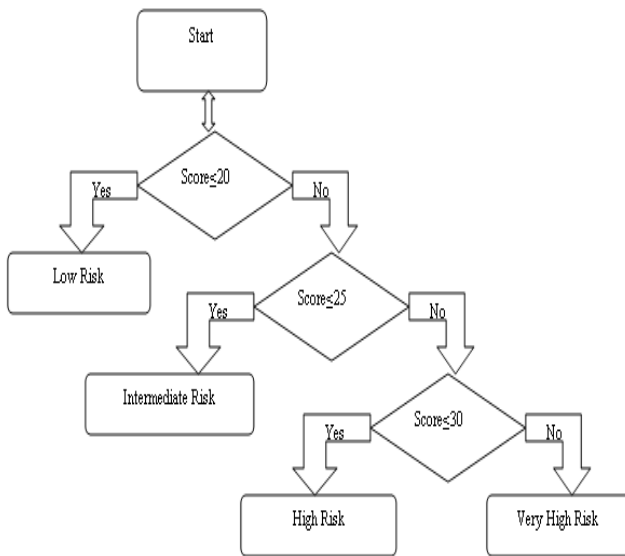 Start
Score≤20
Yes
No
Low Risk
Score≤25
Yes
No
Intermediate Risk
Score≤30
Yes
No
High Risk
Very High Risk